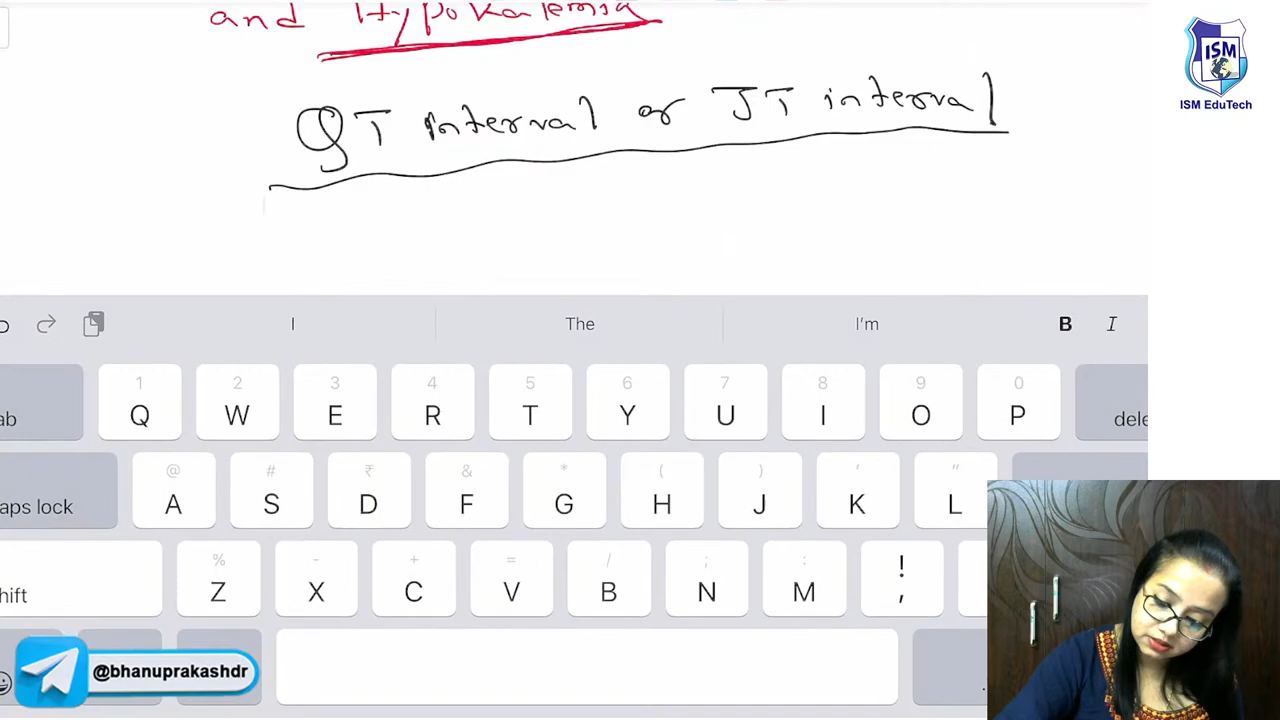 and Hypokalemia
ISM
ISM EduTech
QT interval or JT interval
I The I'm B I
1 2 3 4 5 6 7 8 9 0
Q W E R T Y U I O P
ab dele
@ # ₹ & * ( ) ' "
A S D F G H J K L
aps lock
% - + = / ; : !
Z X C V B N M ,
hift
@bhanuprakashdr
.